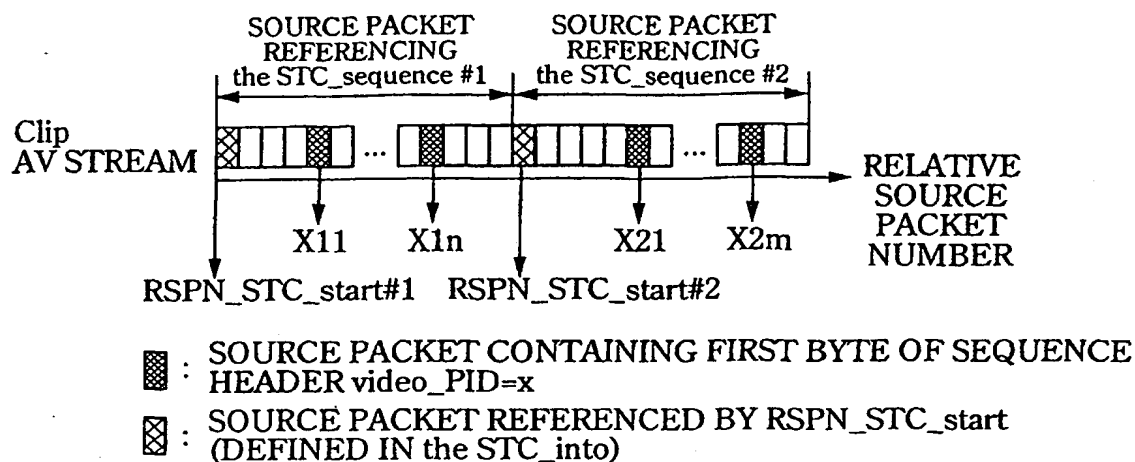 SOURCE PACKET
REFERENCING
the STC_sequence #1
SOURCE PACKET
REFERENCING
the STC_sequence #2
Clip
AV STREAM
...
...
RELATIVE
SOURCE
PACKET
NUMBER
X11
X1n
X21
X2m
RSPN_STC_start#1
RSPN_STC_start#2
: SOURCE PACKET CONTAINING FIRST BYTE OF SEQUENCE
HEADER video_PID=x
: SOURCE PACKET REFERENCED BY RSPN_STC_start
(DEFINED IN the STC_into)